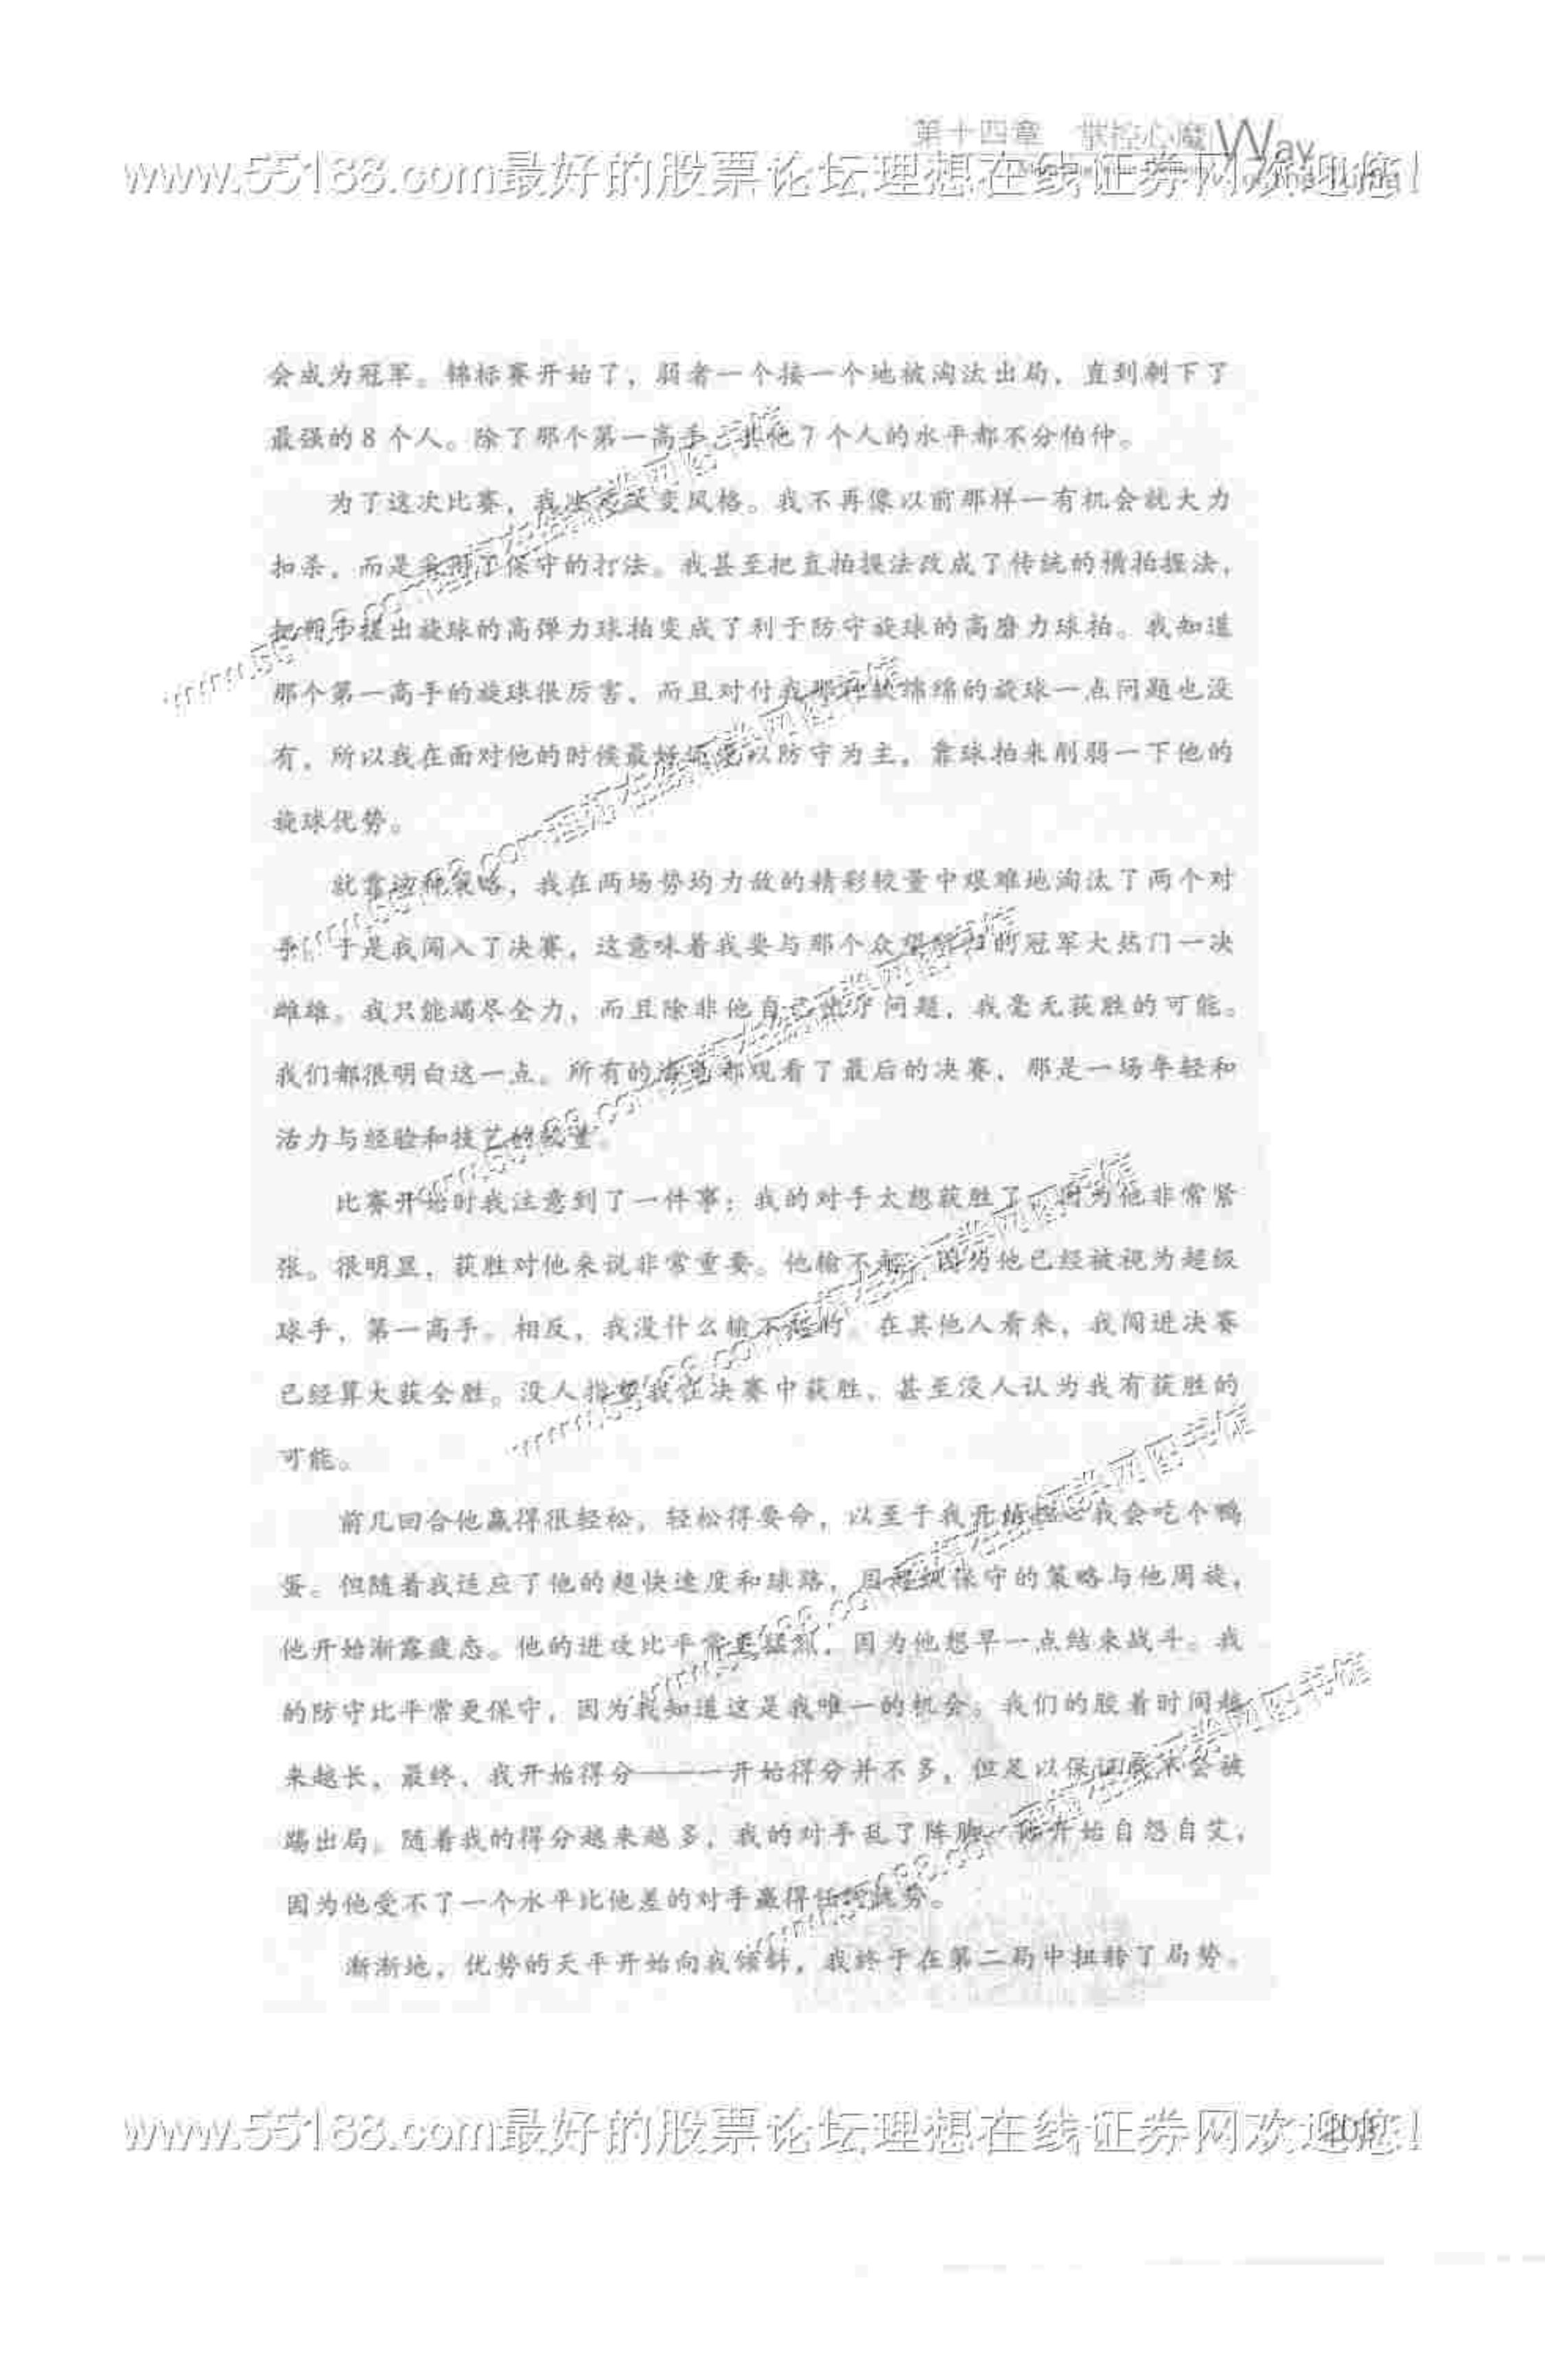 第十四章 掌控心魔 Way
www.55188.com最好的股票论坛理想在线证券网欢迎您!
会成为冠军。锦标赛开始了，弱者一个接一个地被淘汰出局，直到剩下了
最强的8个人。除了那个第一高手，其他7个人的水平都不分伯仲。
为了这次比赛，我决定改变风格。我不再像以前那样一有机会就大力
扣杀，而是采用了保守的打法。我甚至把直拍握法改成了传统的横拍握法，
把利于搓出旋球的高弹力球拍变成了利于防守旋球的高磨力球拍。我知道
那个第一高手的旋球很厉害，而且对付我那种软绵绵的旋球一点问题也没
有，所以我在面对他的时候最好还是以防守为主，靠球拍来削弱一下他的
旋球优势。
就靠这种策略，我在两场势均力敌的精彩较量中艰难地淘汰了两个对
手。于是我闯入了决赛，这意味着我要与那个众望所归的冠军大热门一决
雌雄。我只能竭尽全力，而且除非他自己出了问题，我毫无获胜的可能。
我们都很明白这一点。所有的海龟都观看了最后的决赛，那是一场年轻和
活力与经验和技艺的较量。
比赛开始时我注意到了一件事：我的对手太想获胜了，因为他非常紧
张。很明显，获胜对他来说非常重要。他输不起，因为他已经被视为超级
球手，第一高手。相反，我没什么输不起的。在其他人看来，我闯进决赛
已经算大获全胜。没人指望我在决赛中获胜，甚至没人认为我有获胜的
可能。
前几回合他赢得很轻松，轻松得要命，以至于我开始担心我会吃个鸭
蛋。但随着我适应了他的超快速度和球路，用超级保守的策略与他周旋，
他开始渐露疲态。他的进攻比平常更猛烈，因为他想早一点结束战斗。我
的防守比平常更保守，因为我知道这是我唯一的机会。我们的胶着时间越
来越长，最终，我开始得分———开始得分并不多，但足以保证我不会被
踢出局。随着我的得分越来越多，我的对手乱了阵脚。他开始自怨自艾，
因为他受不了一个水平比他差的对手赢得任何优势。
渐渐地，优势的天平开始向我倾斜，我终于在第二局中扭转了局势。
www.55188.com最好的股票论坛理想在线证券网欢迎您!